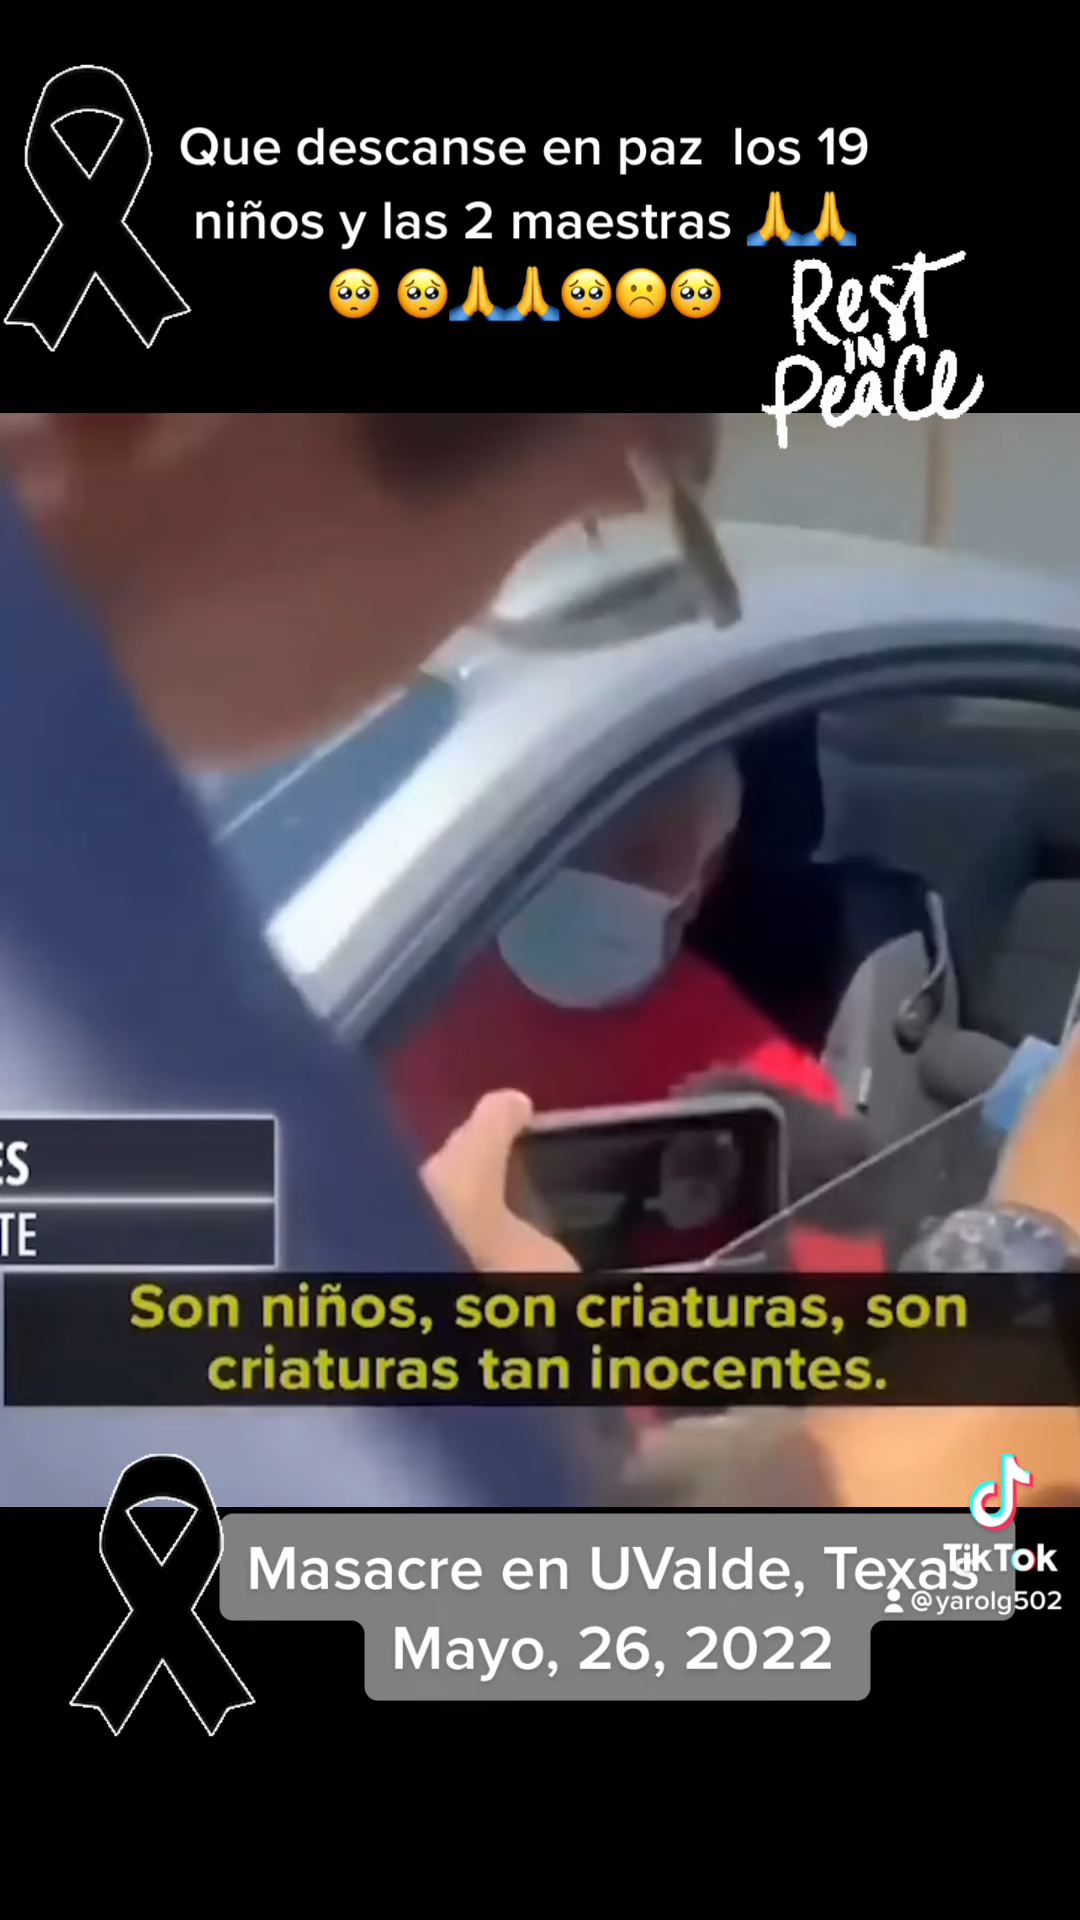 Que descanse en paz los 19
niños y las 2 maestras 🙏🙏
🥺 🥺🙏🙏🥺☹️🥺
Rest
IN
Peace
ES
TE
Son niños, son criaturas, son
criaturas tan inocentes.
Masacre en UValde, Texas
Mayo, 26, 2022
TikTok
@yarolg502